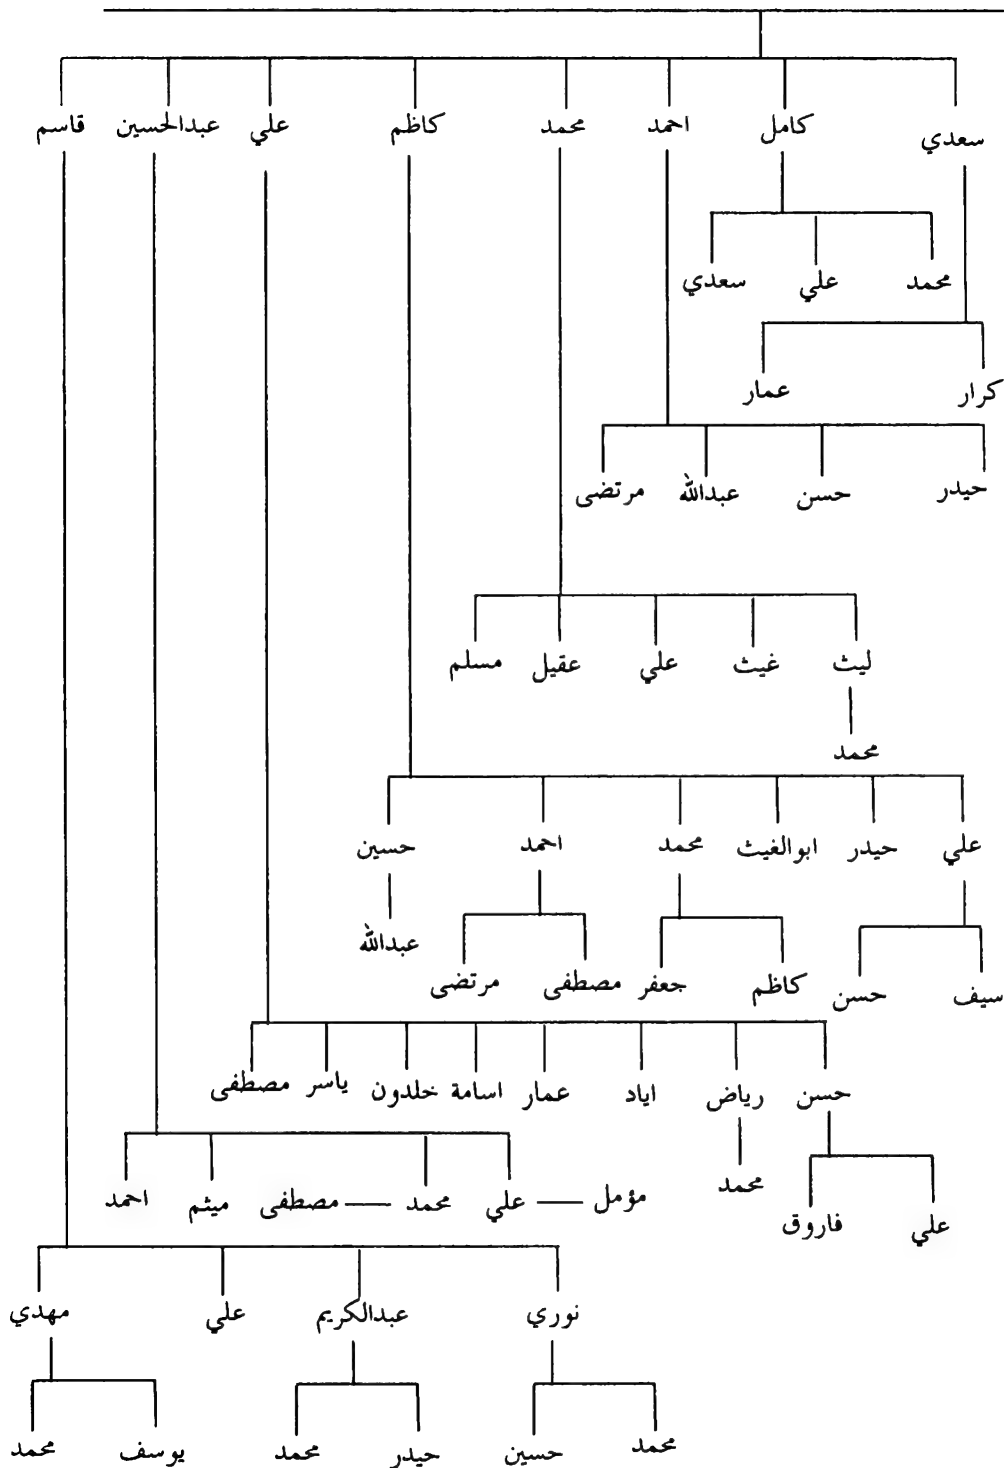 سعدي كامل احمد محمد كاظم علي عبدالحسين قاسم
محمد علي سعدي
كرار عمار
حيدر حسن عبدالله مرتضى
ليث غيث علي عقيل مسلم
محمد
علي حيدر ابوالغيث محمد احمد حسين
عبدالله
سيف حسن كاظم جعفر مصطفى مرتضى
حسن رياض اياد عمار اسامة خلدون ياسر مصطفى
محمد
مؤمل علي محمد مصطفى ميثم احمد
علي فاروق
نوري عبدالكريم علي مهدي
محمد حسين حيدر محمد يوسف محمد